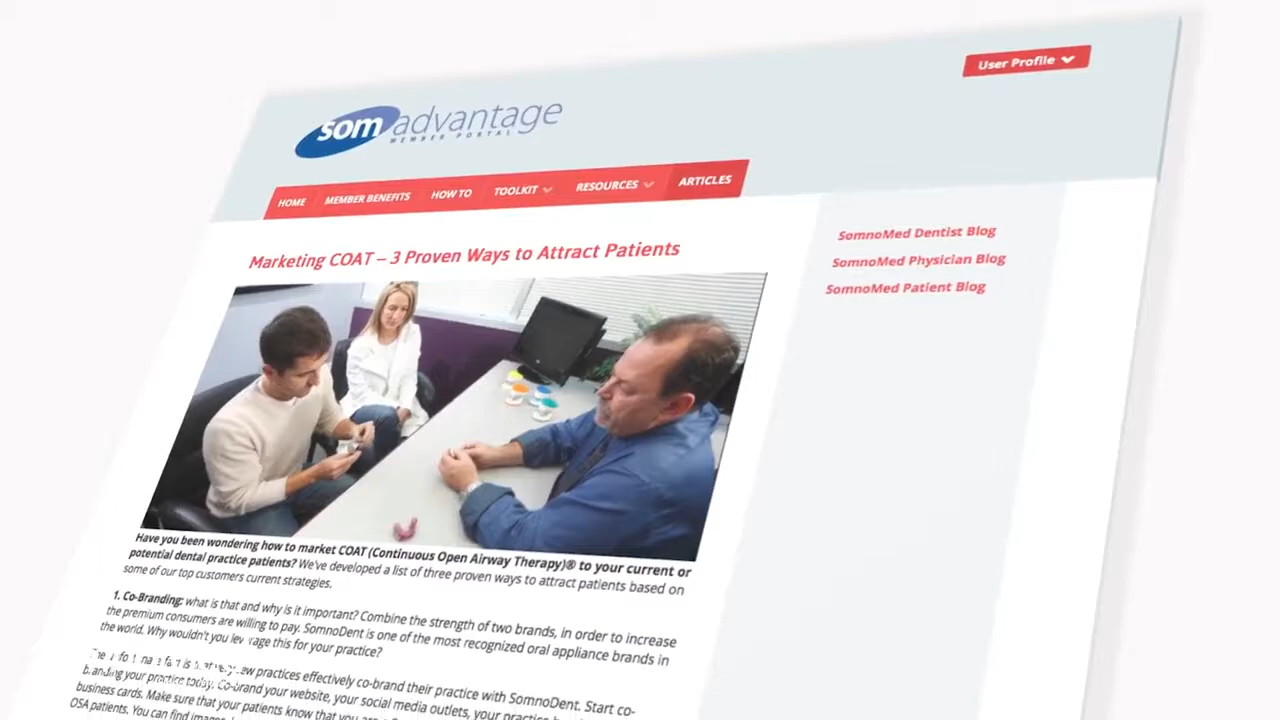 User Profile
som advantage
MEMBER PORTAL
HOME MEMBER BENEFITS HOW TO TOOLKIT RESOURCES ARTICLES
SomnoMed Dentist Blog
SomnoMed Physician Blog
SomnoMed Patient Blog
Marketing COAT – 3 Proven Ways to Attract Patients
Have you been wondering how to market COAT (Continuous Open Airway Therapy)® to your current or
potential dental practice patients? We've developed a list of three proven ways to attract patients based on
some of our top customers current strategies.
1. Co-Branding: what is that and why is it important? Combine the strength of two brands, in order to increase
the premium consumers are willing to pay. SomnoDent is one of the most recognized oral appliance brands in
the world. Why wouldn't you leverage this for your practice?
is that very few practices effectively co-brand their practice with SomnoDent. Start co-
branding your practice today. Co-brand your website, your social media outlets, your practice
business cards. Make sure that your patients know that you are a
OSA patients. You can find images